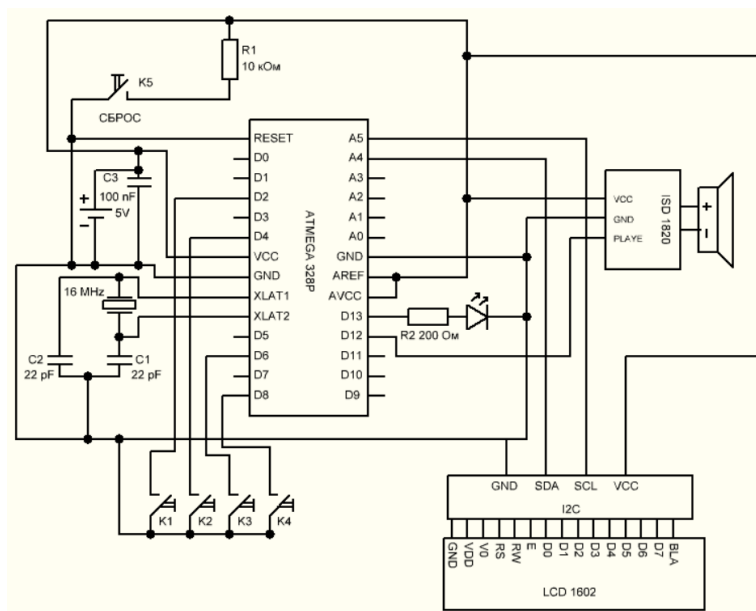 R1
10 кОм
K5
СБРОС
C3
100 nF
+
5V
−
16 MHz
C2
22 pF
C1
22 pF
ATMEGA 328P
RESET
D0
D1
D2
D3
D4
VCC
GND
XLAT1
XLAT2
D5
D6
D7
D8
A5
A4
A3
A2
A1
A0
GND
AREF
AVCC
D13
D12
D11
D10
D9
R2 200 Ом
VCC
GND
PLAYE
ISD 1820
+
−
K1
K2
K3
K4
GND SDA SCL VCC
I2C
GND VDD V0 RS RW E D0 D1 D2 D3 D4 D5 D6 D7 BLA
LCD 1602